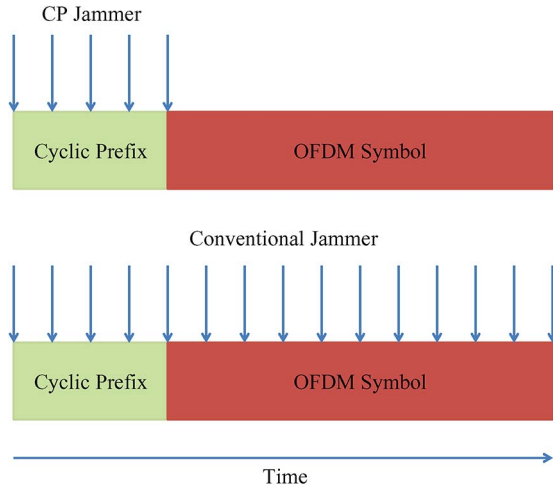 CP Jammer
Cyclic Prefix
OFDM Symbol
Conventional Jammer
Cyclic Prefix
OFDM Symbol
Time